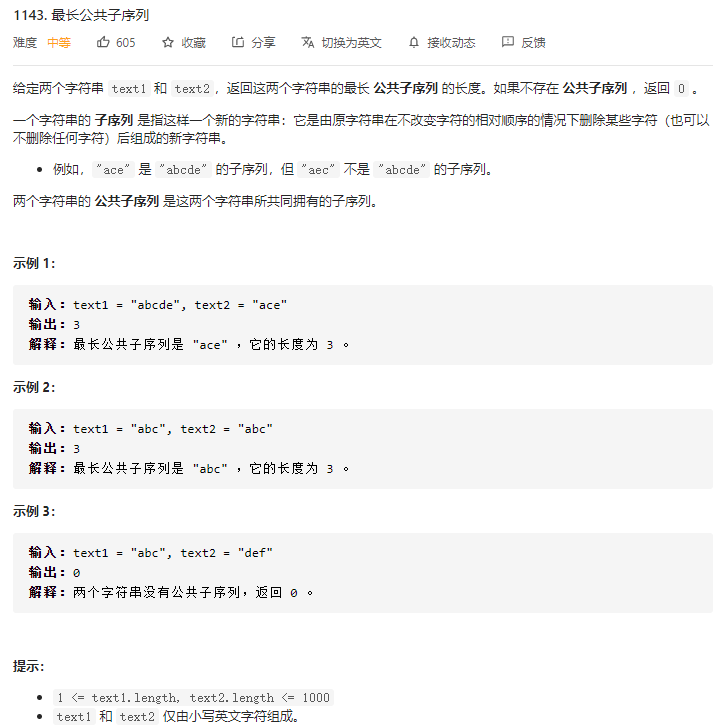 1143. 最长公共子序列
难度 中等 605 收藏 分享 切换为英文 接收动态 反馈
给定两个字符串 text1 和 text2，返回这两个字符串的最长 公共子序列 的长度。如果不存在 公共子序列 ，返回 0 。
一个字符串的 子序列 是指这样一个新的字符串：它是由原字符串在不改变字符的相对顺序的情况下删除某些字符（也可以
不删除任何字符）后组成的新字符串。
• 例如，"ace" 是 "abcde" 的子序列，但 "aec" 不是 "abcde" 的子序列。
两个字符串的 公共子序列 是这两个字符串所共同拥有的子序列。
示例 1：
输入：text1 = "abcde", text2 = "ace"
输出：3
解释：最长公共子序列是 "ace" ，它的长度为 3 。
示例 2：
输入：text1 = "abc", text2 = "abc"
输出：3
解释：最长公共子序列是 "abc" ，它的长度为 3 。
示例 3：
输入：text1 = "abc", text2 = "def"
输出：0
解释：两个字符串没有公共子序列，返回 0 。
提示：
• 1 <= text1.length, text2.length <= 1000
• text1 和 text2 仅由小写英文字符组成。